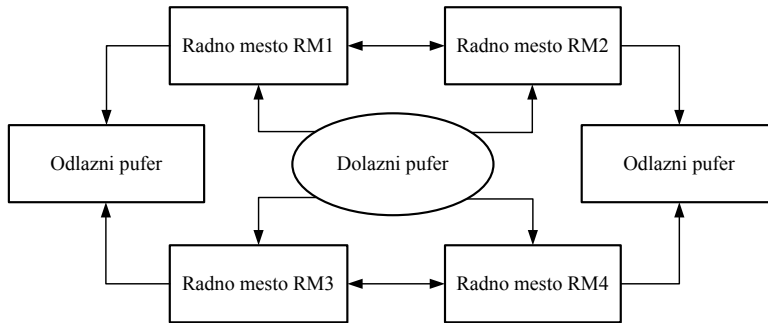 Radno mesto RM1
Radno mesto RM2
Odlazni pufer
Dolazni pufer
Odlazni pufer
Radno mesto RM3
Radno mesto RM4